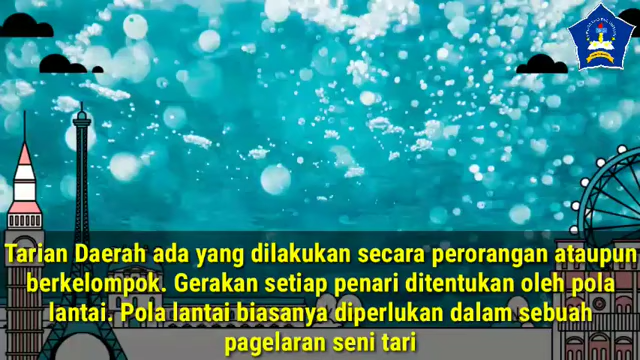 Tarian Daerah ada yang dilakukan secara perorangan ataupun
berkelompok. Gerakan setiap penari ditentukan oleh pola
lantai. Pola lantai biasanya diperlukan dalam sebuah
pagelaran seni tari